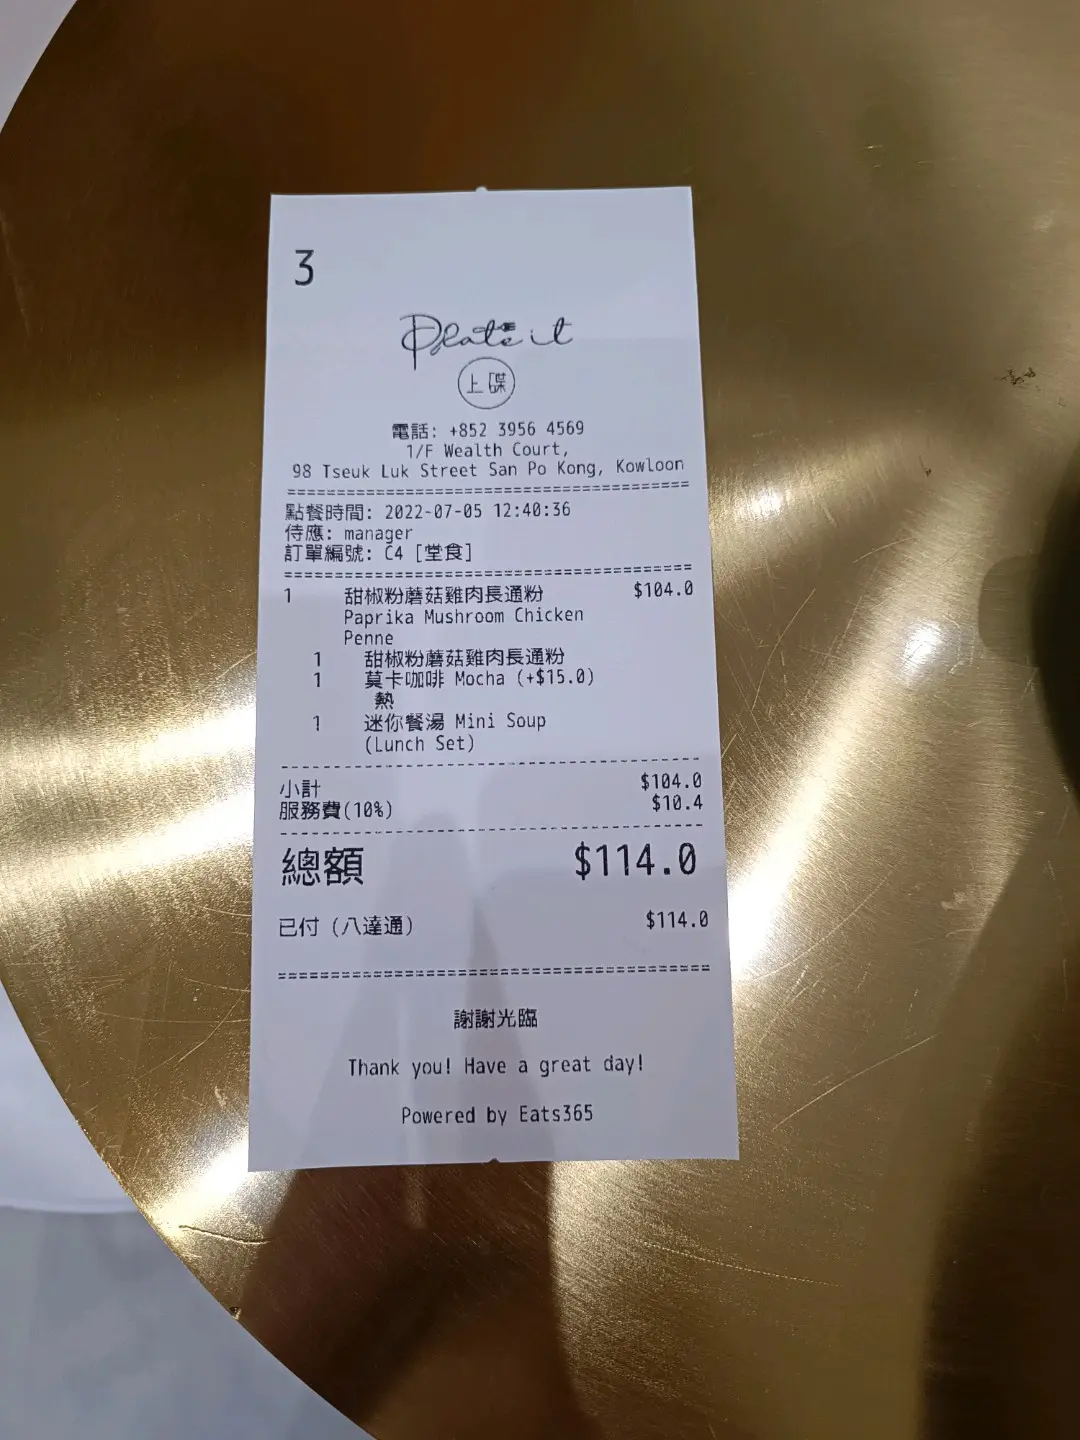 3
Plate it
上碟
電話: +852 3956 4569
1/F Wealth Court,
98 Tseuk Luk Street San Po Kong, Kowloon
========================================
點餐時間: 2022-07-05 12:40:36
侍應: manager
訂單編號: C4 [堂食]
========================================
1 甜椒粉蘑菇雞肉長通粉 $104.0
Paprika Mushroom Chicken
Penne
1 甜椒粉蘑菇雞肉長通粉
1 莫卡咖啡 Mocha (+$15.0)
熱
1 迷你餐湯 Mini Soup
(Lunch Set)
----------------------------------------
小計 $104.0
服務費(10%) $10.4
----------------------------------------
總額 $114.0
已付 (八達通) $114.0
========================================
謝謝光臨
Thank you! Have a great day!
Powered by Eats365